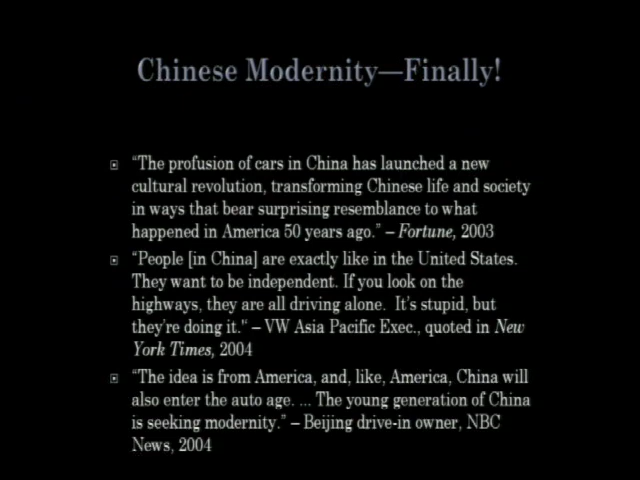 Chinese Modernity—Finally!
“The profusion of cars in China has launched a new
cultural revolution, transforming Chinese life and society
in ways that bear surprising resemblance to what
happened in America 50 years ago.” – Fortune, 2003
“People [in China] are exactly like in the United States.
They want to be independent. If you look on the
highways, they are all driving alone.  It’s stupid, but
they’re doing it." – VW Asia Pacific Exec., quoted in New
York Times, 2004
“The idea is from America, and, like, America, China will
also enter the auto age. ... The young generation of China
is seeking modernity.” – Beijing drive-in owner, NBC
News, 2004